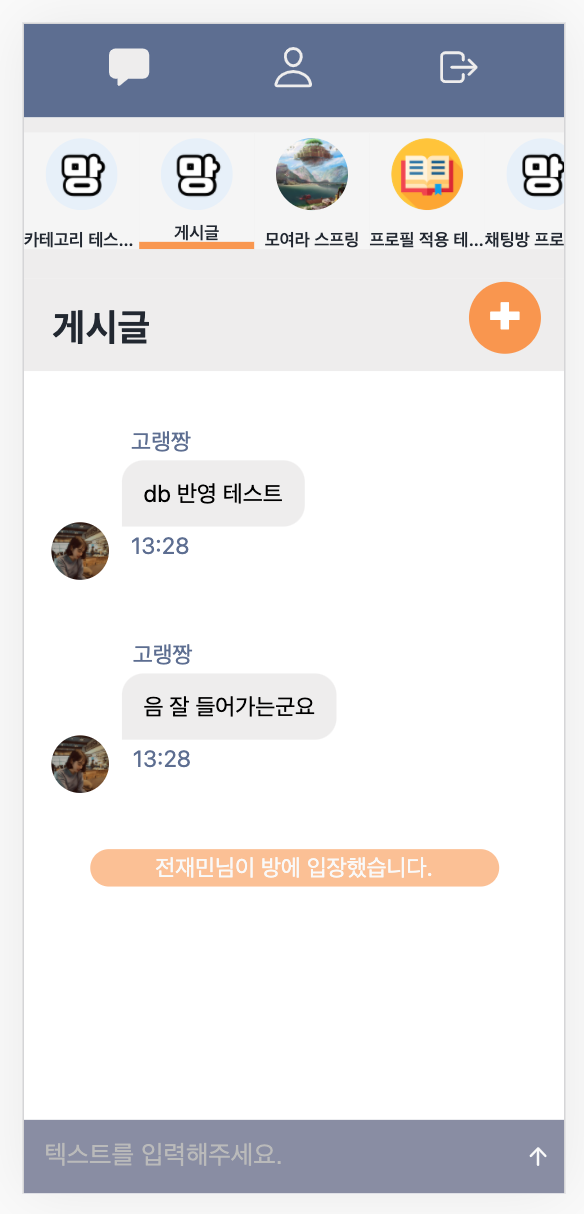 망
망
망
카테고리 테스...
게시글
모여라 스프링
프로필 적용 테...
채팅방 프로
게시글
고랭짱
db 반영 테스트
13:28
고랭짱
음 잘 들어가는군요
13:28
전재민님이 방에 입장했습니다.
텍스트를 입력해주세요.